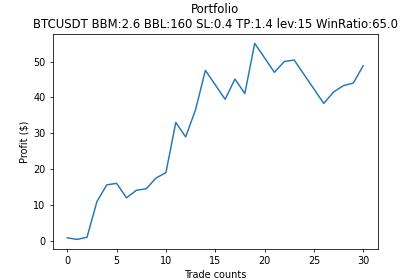 Portfolio
BTCUSDT BBM:2.6 BBL:160 SL:0.4 TP:1.4 lev:15 WinRatio:65.0
50
40
30
20
10
0
Profit ($)
0 5 10 15 20 25 30
Trade counts